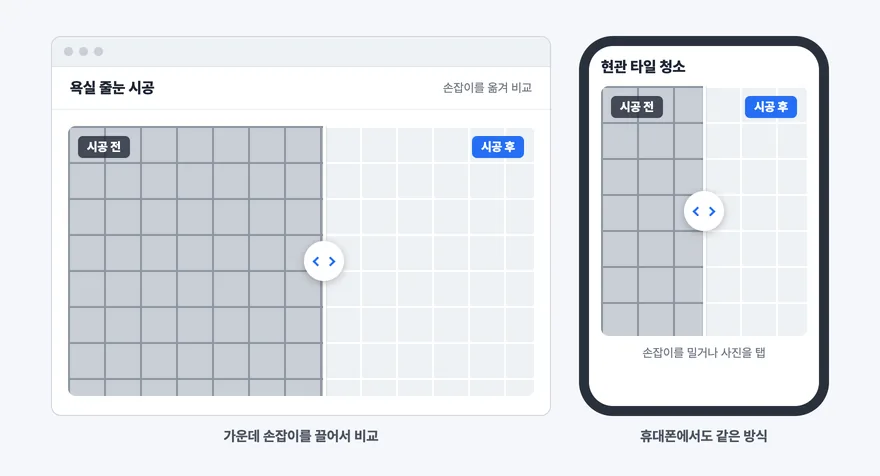 욕실 줄눈 시공
손잡이를 옮겨 비교
시공 전
시공 후
가운데 손잡이를 끌어서 비교
현관 타일 청소
시공 전
시공 후
손잡이를 밀거나 사진을 탭
휴대폰에서도 같은 방식